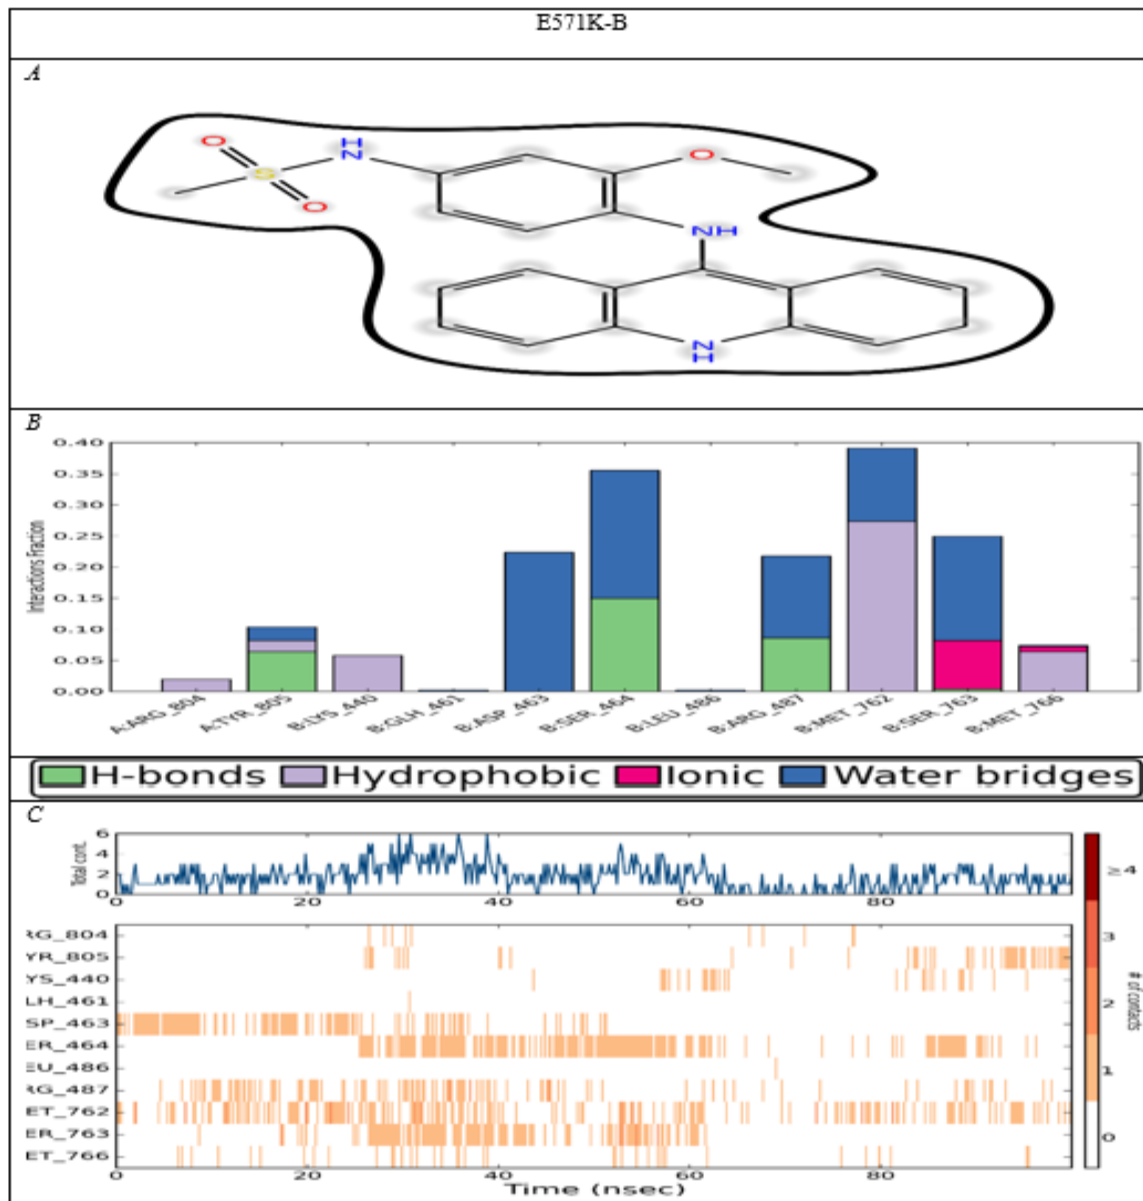 E571K-B
A
O
S
O
HN
O
NH
NH
B
Interactions Fraction
0.40
0.35
0.30
0.25
0.20
0.15
0.10
0.05
0.00
A:ARG_804
A:TYR_805
B:LYS_440
B:GLH_461
B:ASP_463
B:SER_464
B:LEU_486
B:ARG_487
B:MET_762
B:SER_763
B:MET_766
H-bonds Hydrophobic Ionic Water bridges
C
Total cont.
6
4
2
0
0 20 40 60 80
RG_804
YR_805
YS_440
LH_461
SP_463
ER_464
EU_486
RG_487
ET_762
ER_763
ET_766
0 20 40 60 80
Time (nsec)
≥ 4
3
2
1
0
# of contacts